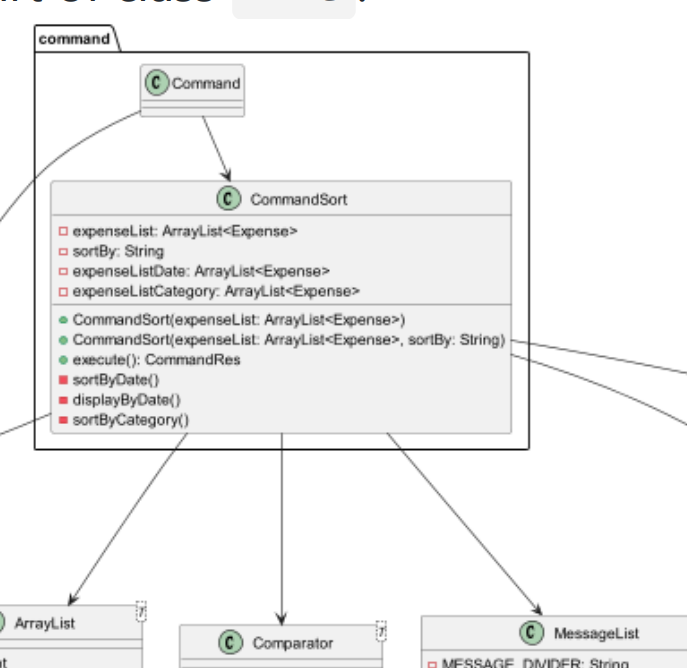 command
C Command
C CommandSort
expenseList: ArrayList<Expense>
sortBy: String
expenseListDate: ArrayList<Expense>
expenseListCategory: ArrayList<Expense>
CommandSort(expenseList: ArrayList<Expense>)
CommandSort(expenseList: ArrayList<Expense>, sortBy: String)
execute(): CommandRes
sortByDate()
displayByDate()
sortByCategory()
ArrayList
C Comparator
C MessageList
MESSAGE_DIVIDER: String